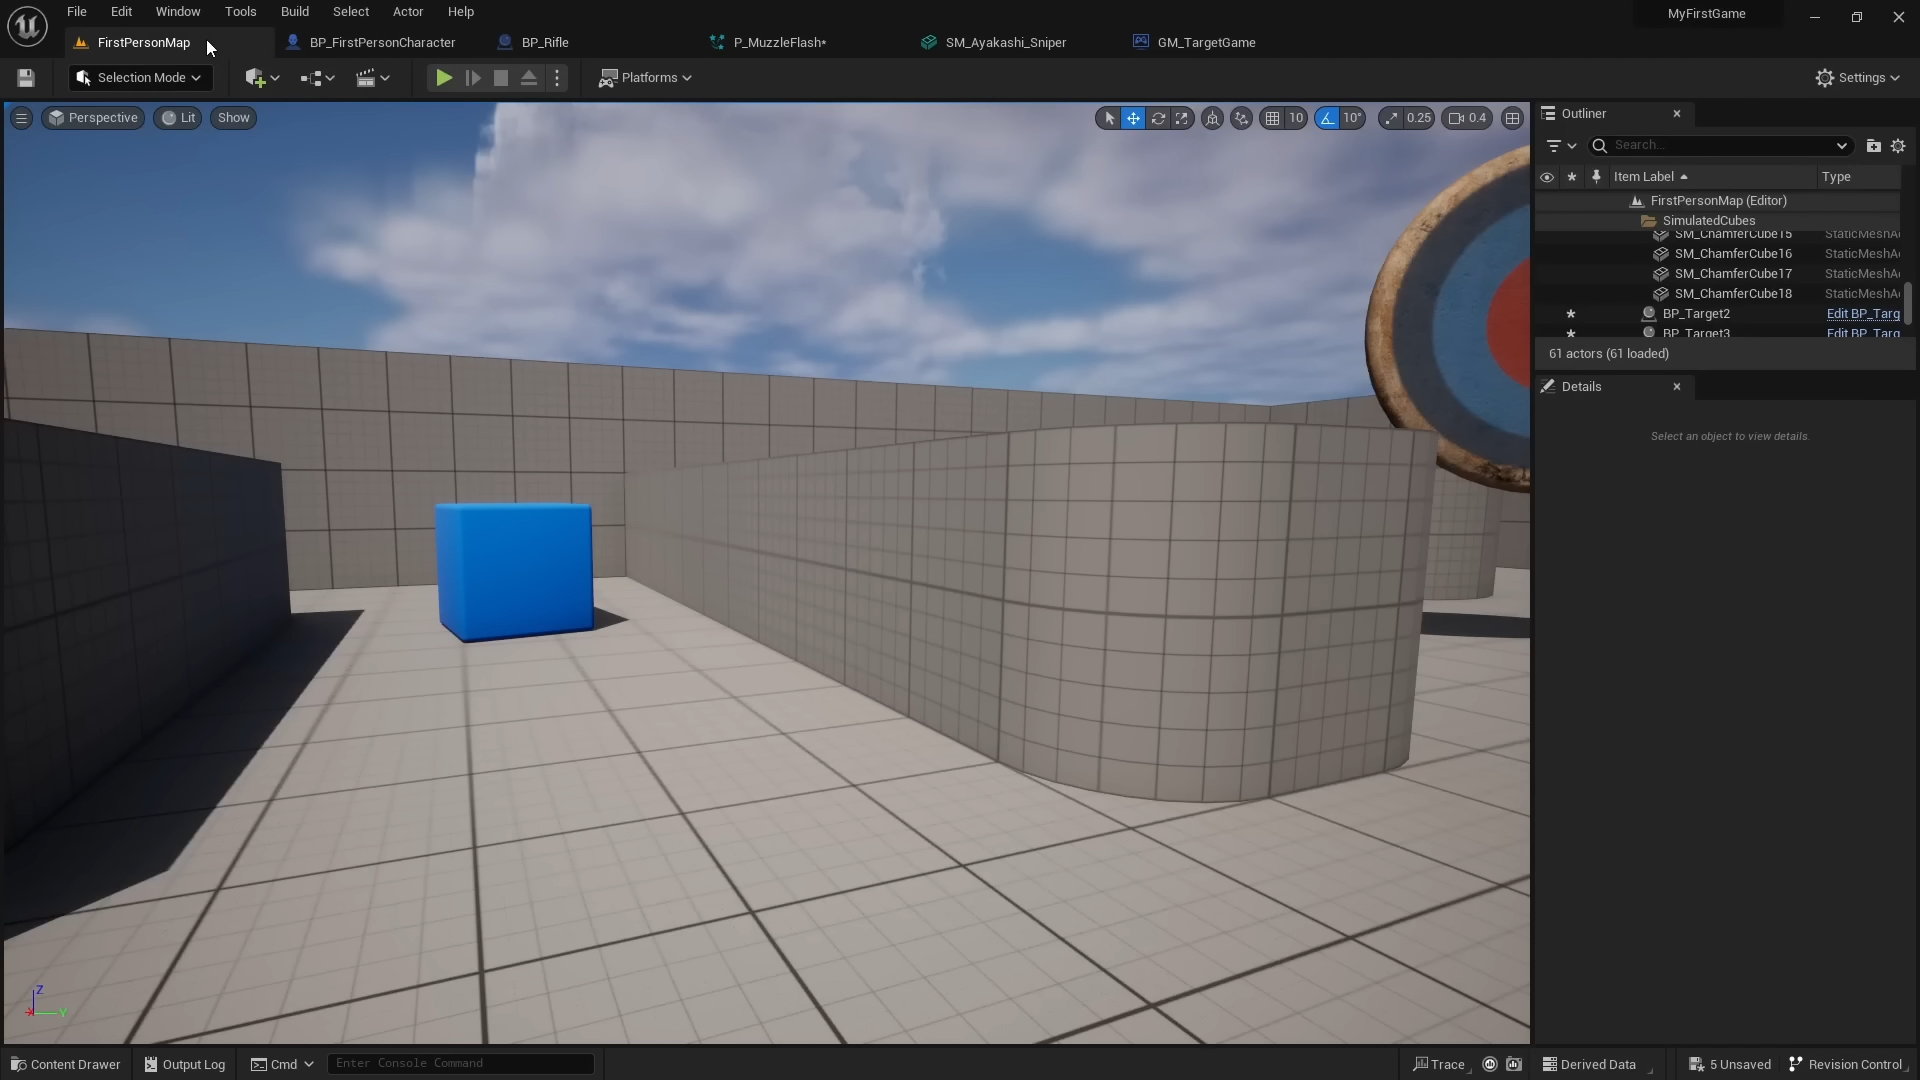 File Edit Window Tools Build Select Actor Help
MyFirstGame
FirstPersonMap BP_FirstPersonCharacter BP_Rifle P_MuzzleFlash* SM_Ayakashi_Sniper GM_TargetGame
Selection Mode Platforms Settings
Perspective Lit Show 10 10° 0.25 0.4
Outliner
Search...
Item Label Type
FirstPersonMap (Editor)
SimulatedCubes
SM_ChamferCube15 StaticMeshA
SM_ChamferCube16 StaticMeshA
SM_ChamferCube17 StaticMeshA
SM_ChamferCube18 StaticMeshA
BP_Target2 Edit BP_Targ
BP_Target3 Edit BP_Targ
61 actors (61 loaded)
Details
Select an object to view details.
Z
X Y
Content Drawer Output Log Cmd Enter Console Command Trace Derived Data 5 Unsaved Revision Control